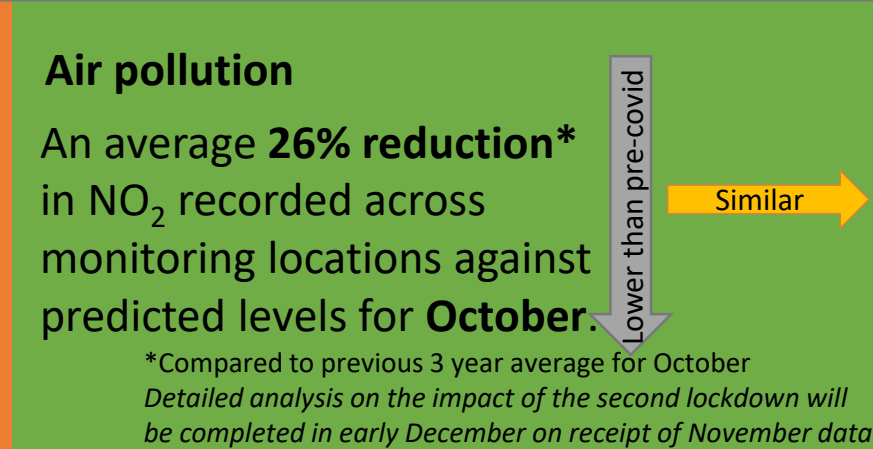 Air pollution
An average 26% reduction*
in NO₂ recorded across
monitoring locations against
predicted levels for October.
Lower than pre-covid
Similar
*Compared to previous 3 year average for October
Detailed analysis on the impact of the second lockdown will
be completed in early December on receipt of November data